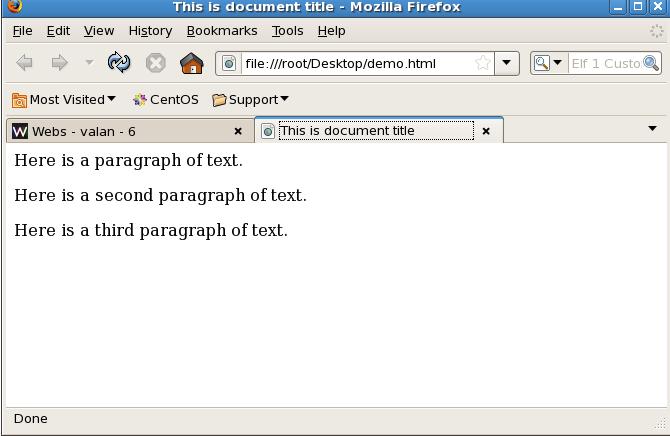 This is document title - Mozilla Firefox
File Edit View History Bookmarks Tools Help
file:///root/Desktop/demo.html Elf 1 Custo
Most Visited CentOS Support
W Webs - valan - 6 This is document title
Here is a paragraph of text.
Here is a second paragraph of text.
Here is a third paragraph of text.
Done